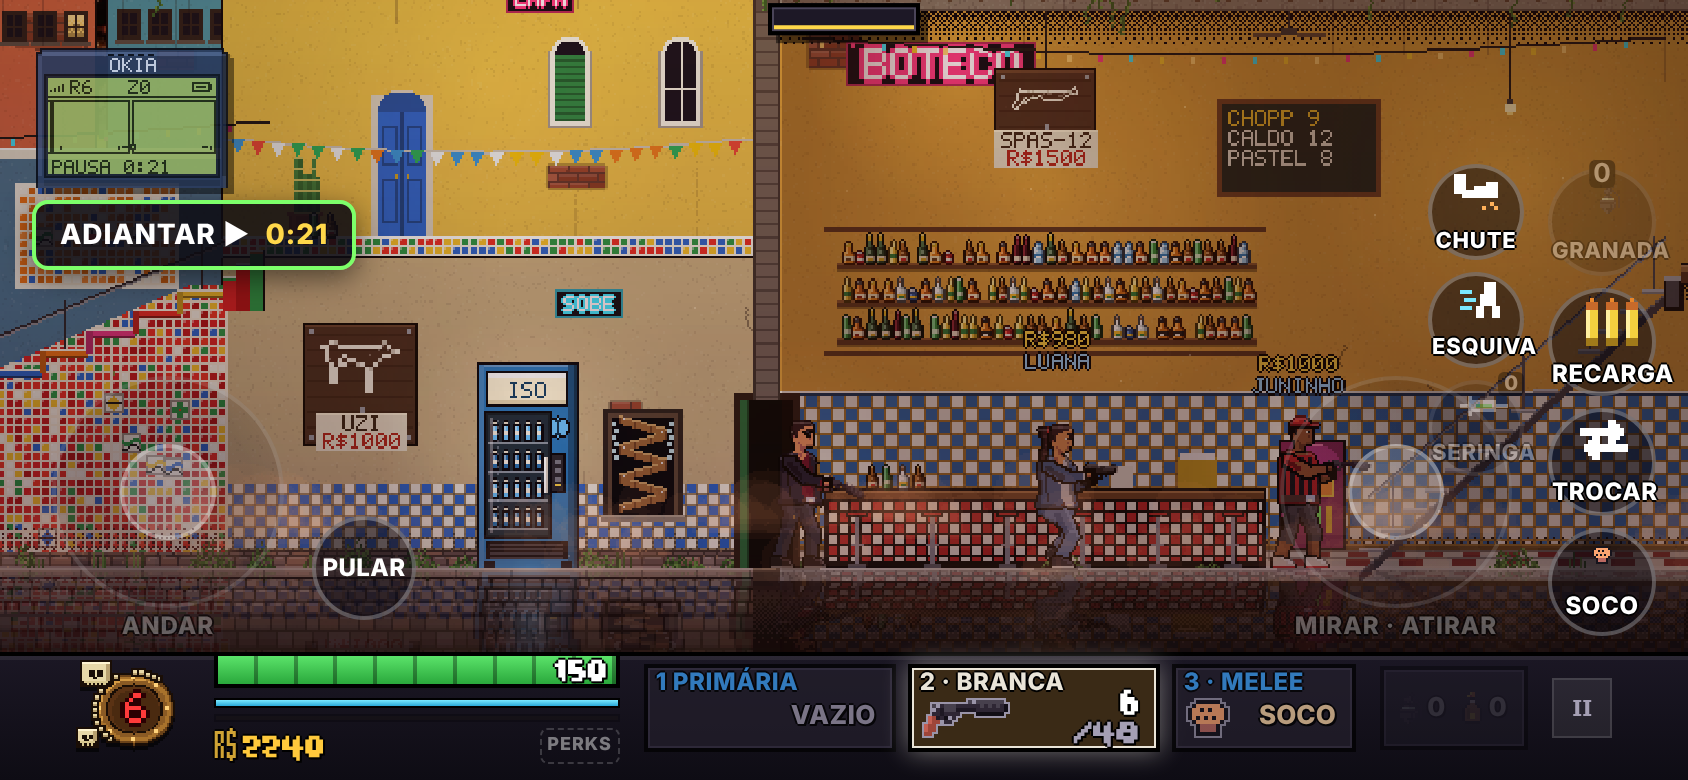 LAPA
OKIA
R6 Z0
PAUSA 0:21
ADIANTAR ▶ 0:21
BOTECO
SPAS-12
R$1500
CHOPP 9
CALDO 12
PASTEL 8
CHUTE
0
GRANADA
SOBE
ESQUIVA
ISO
UZI
R$1000
R$980
LUANA
R$1000
JUNINHO
RECARGA
0
SERINGA
TROCAR
PULAR
SOCO
ANDAR
MIRAR · ATIRAR
6
150
R$2240
PERKS
1 PRIMÁRIA
VAZIO
2 · BRANCA
6
/48
3 · MELEE
SOCO
0 0
II